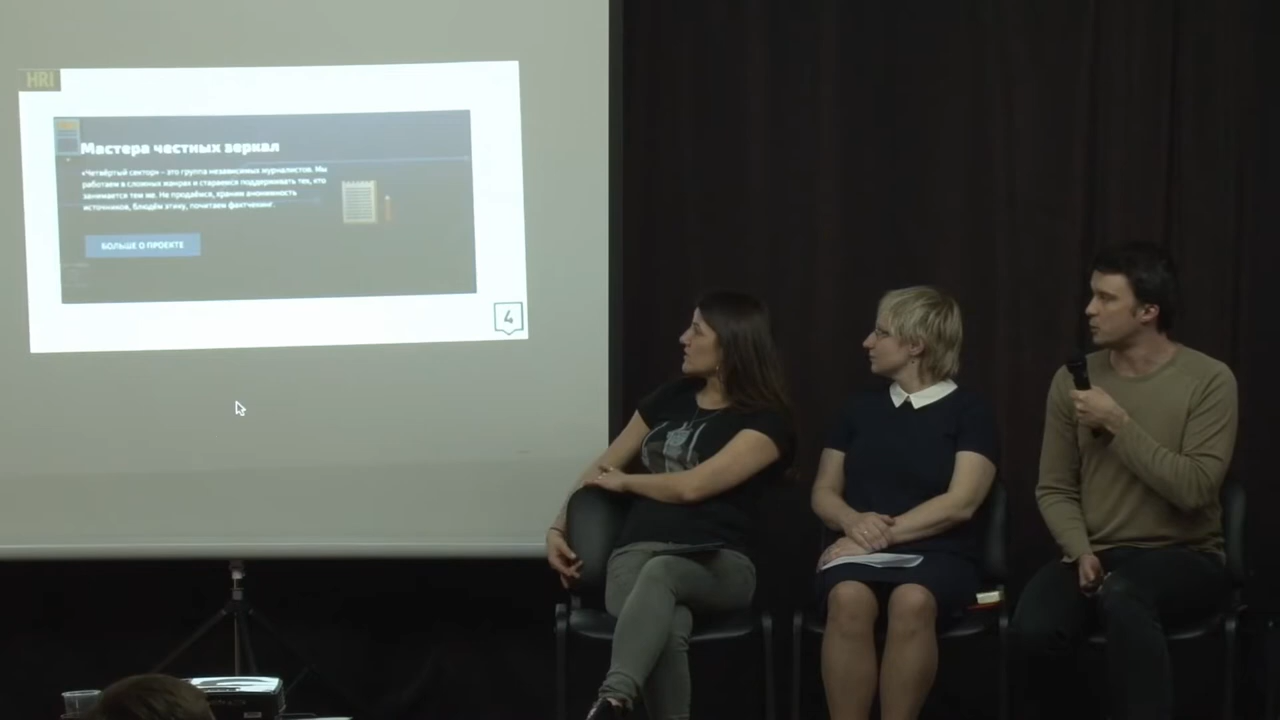 HRI
Мастера честных зеркал
«Четвёртый сектор» – это группа независимых журналистов. Мы
работаем в сложных жанрах и стараемся поддерживать тех, кто
занимается тем же. Не продаёмся, храним анонимность
источников, блюдём этику, почитаем фактчекинг.
БОЛЬШЕ О ПРОЕКТЕ
4